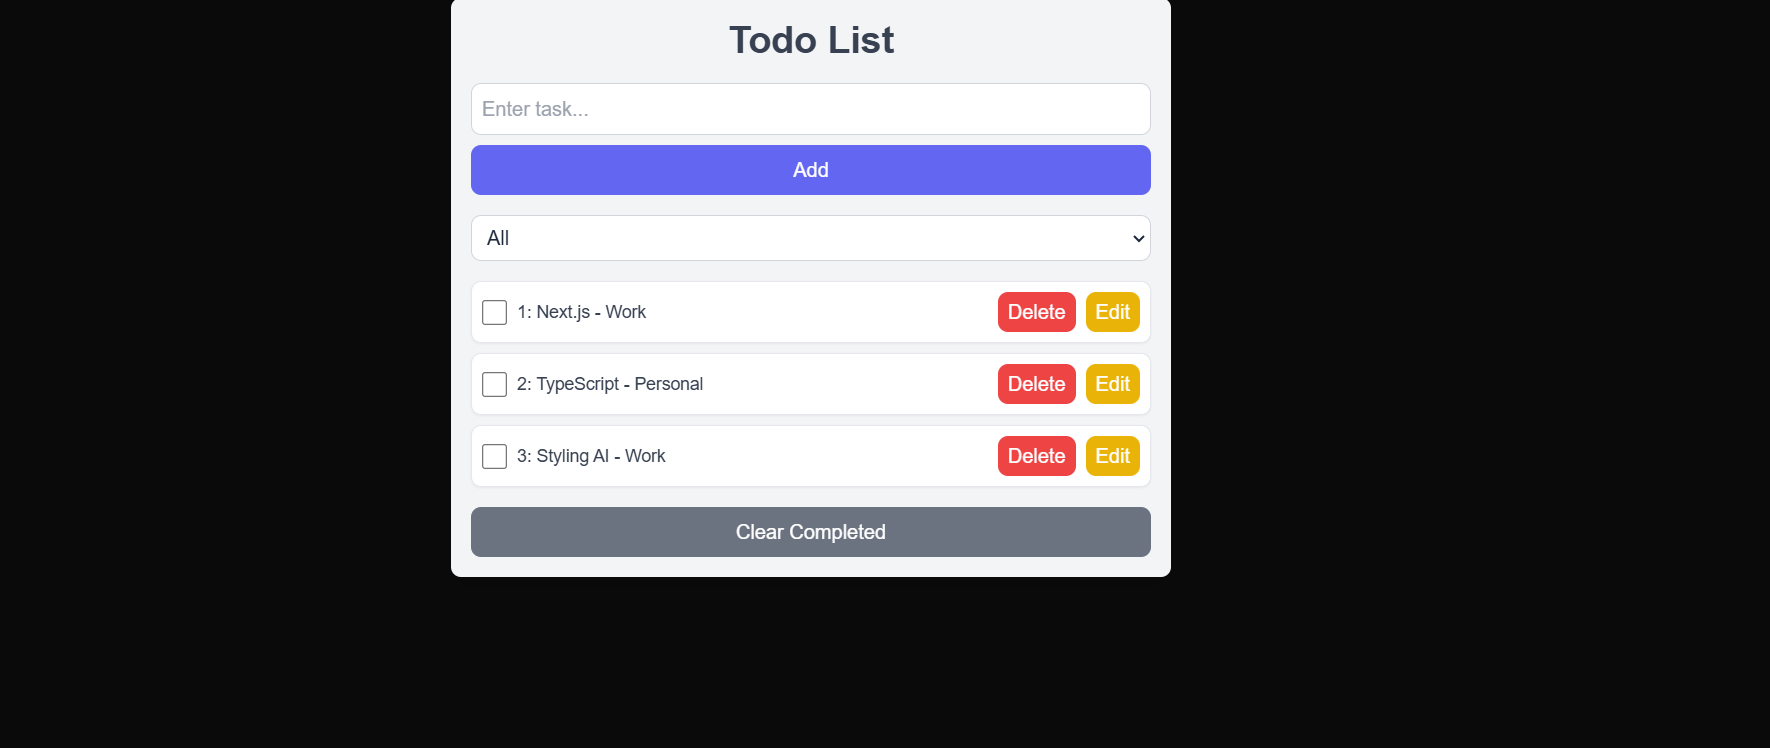 Todo List
Enter task...
Add
All
1: Next.js - Work
Delete
Edit
2: TypeScript - Personal
Delete
Edit
3: Styling AI - Work
Delete
Edit
Clear Completed